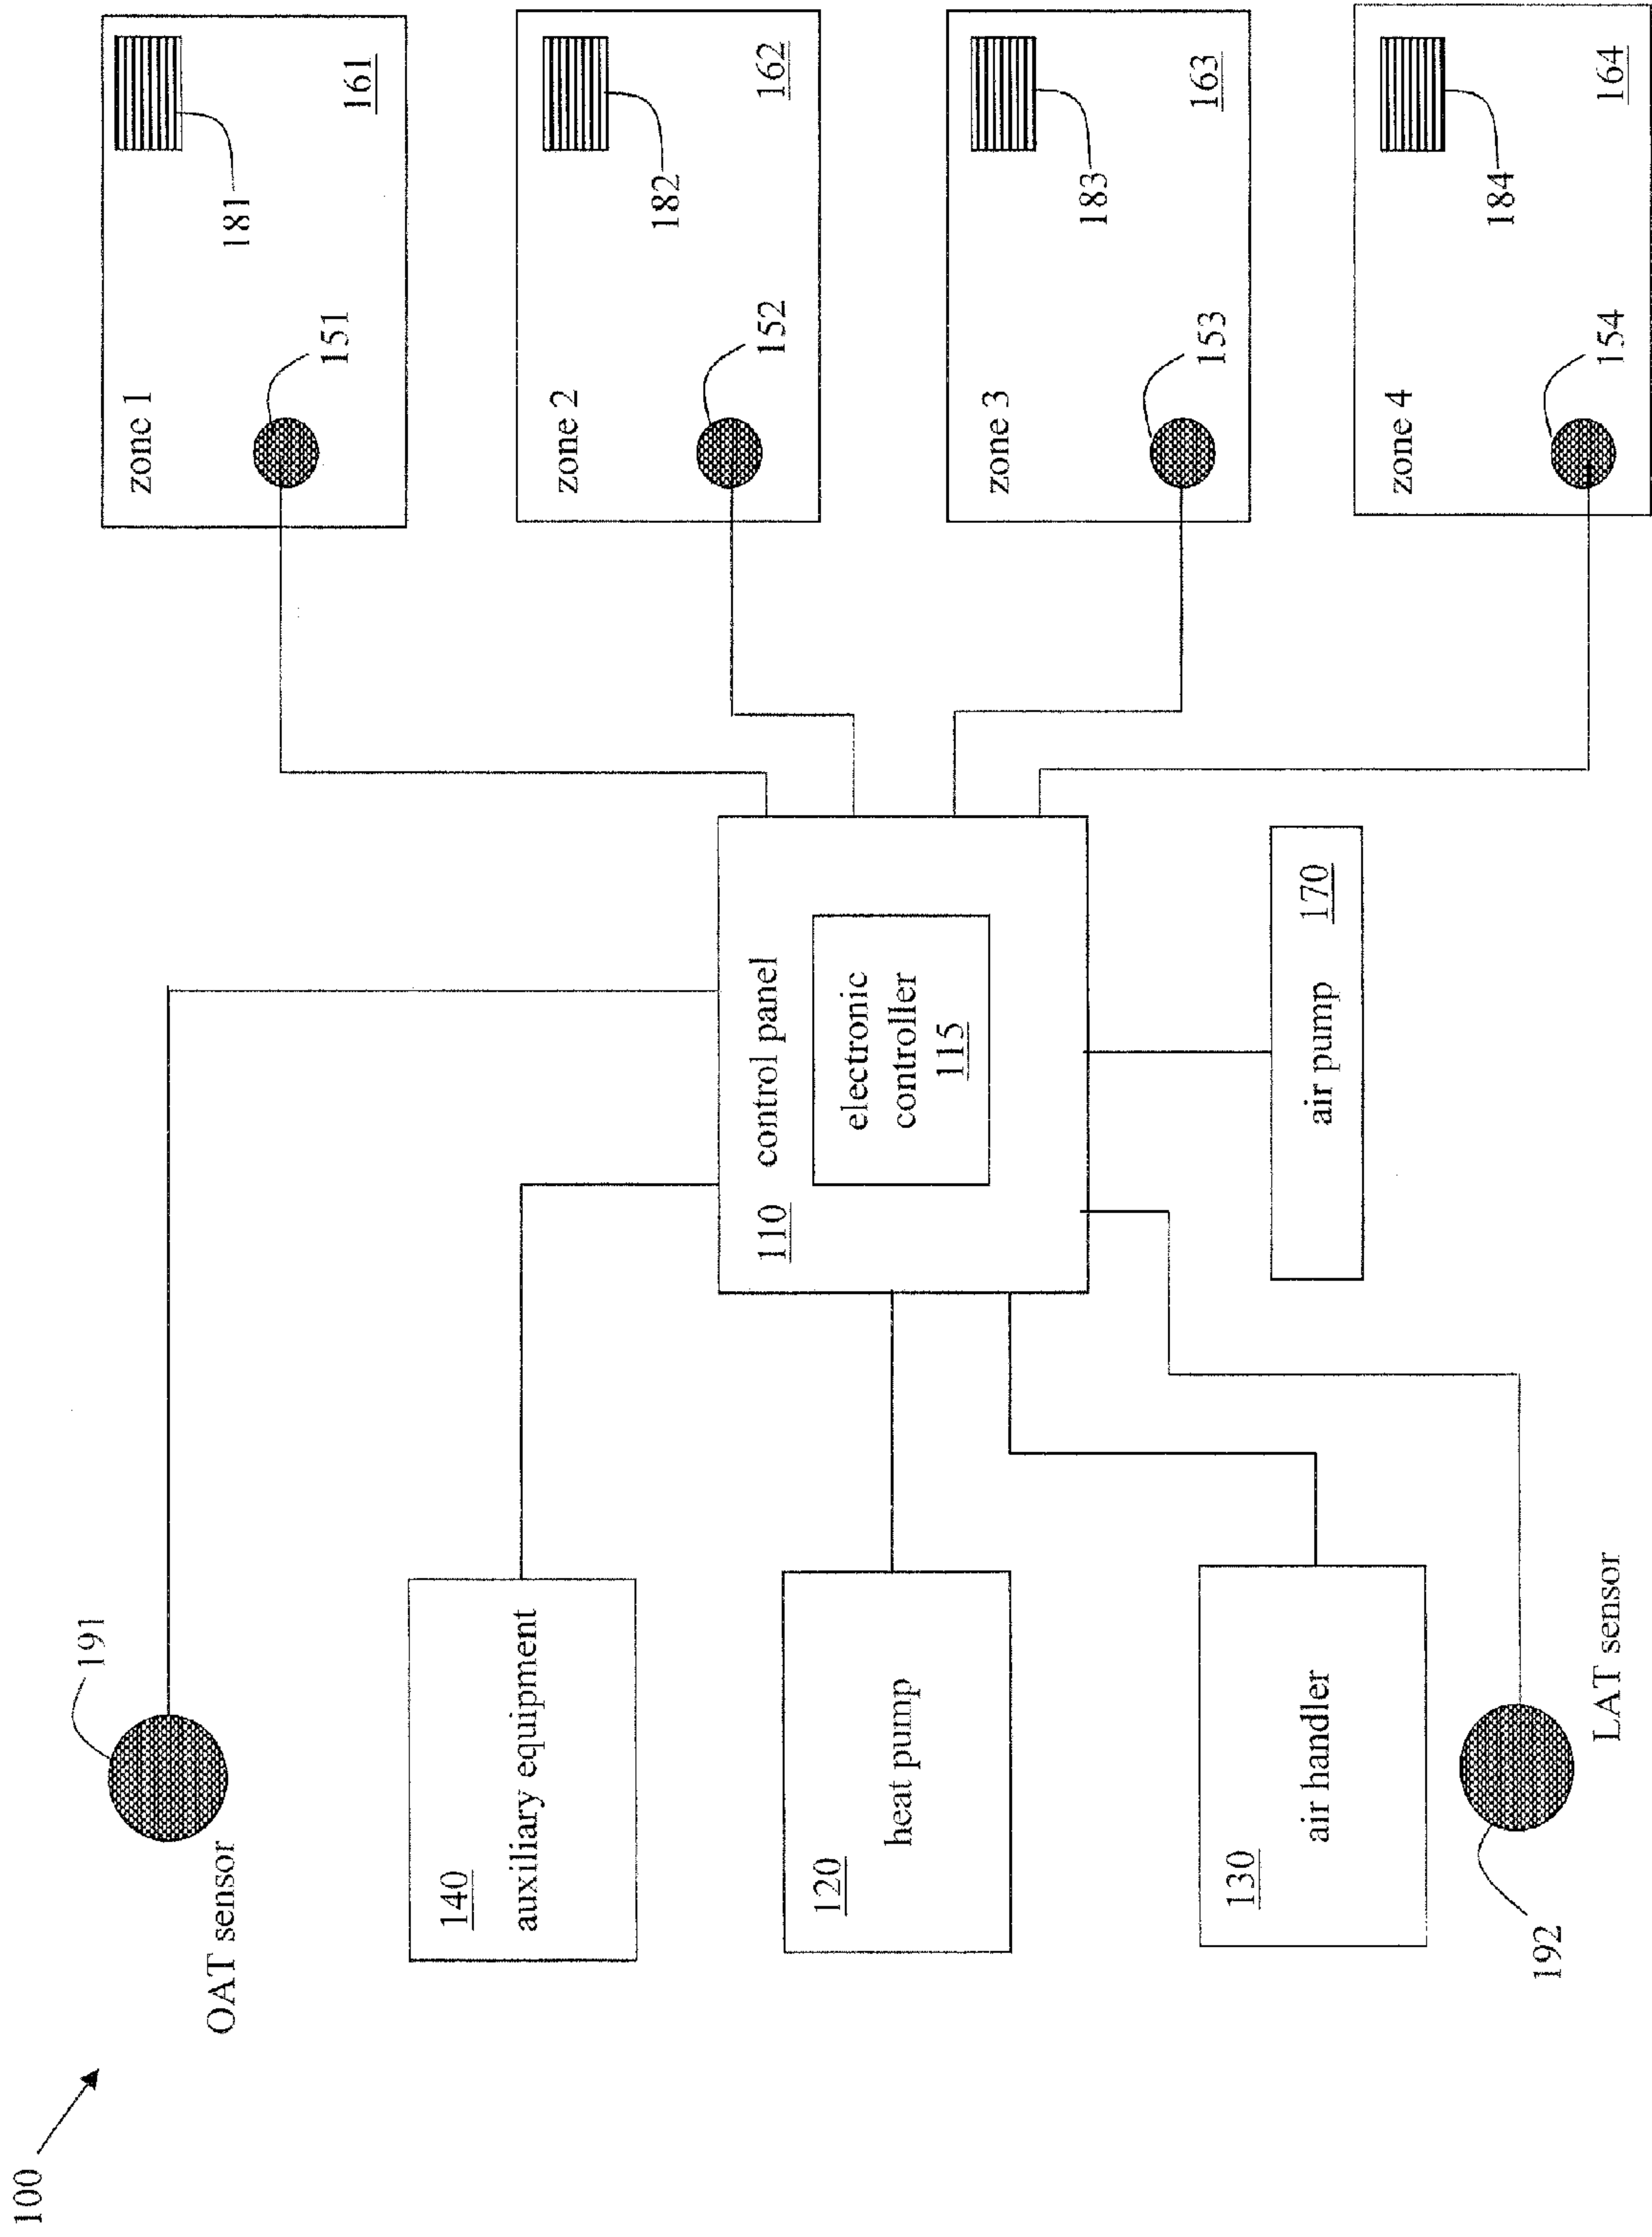 100
OAT sensor
191
140
auxiliary equipment
120
heat pump
130
air handler
192
LAT sensor
110 control panel
electronic
controller
115
air pump 170
zone 1
151
181
161
zone 2
152
182
162
zone 3
153
183
163
zone 4
154
184
164